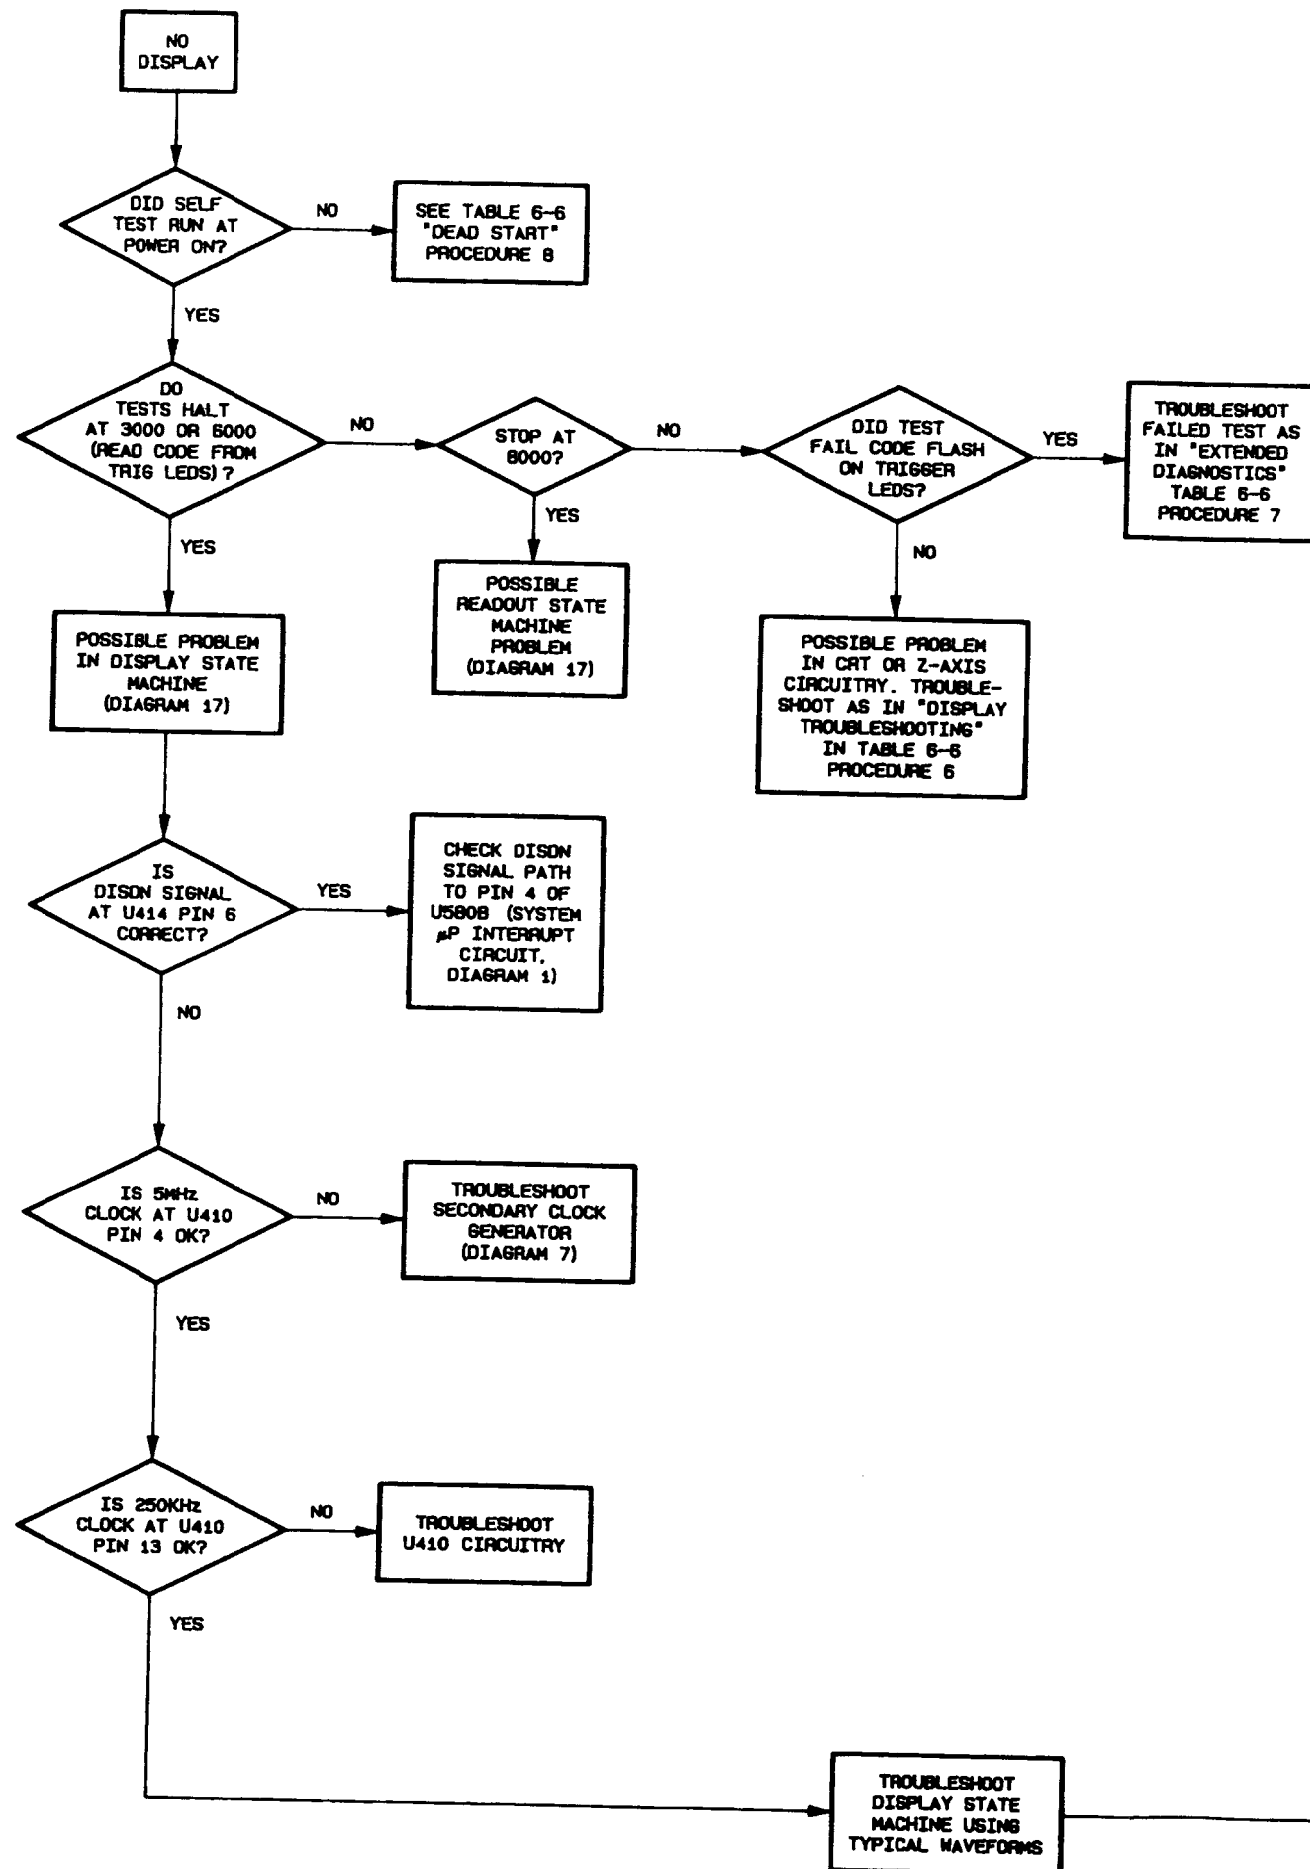 NO
DISPLAY
DID SELF
TEST RUN AT
POWER ON?
NO
SEE TABLE 6-6
"DEAD START"
PROCEDURE 8
YES
DO
TESTS HALT
AT 3000 OR 6000
(READ CODE FROM
TRIG LEDS)?
NO
STOP AT
8000?
NO
DID TEST
FAIL CODE FLASH
ON TRIGGER
LEDS?
YES
TROUBLESHOOT
FAILED TEST AS
IN "EXTENDED
DIAGNOSTICS"
TABLE 6-6
PROCEDURE 7
YES
YES
NO
POSSIBLE PROBLEM
IN DISPLAY STATE
MACHINE
(DIAGRAM 17)
POSSIBLE
READOUT STATE
MACHINE
PROBLEM
(DIAGRAM 17)
POSSIBLE PROBLEM
IN CRT OR Z-AXIS
CIRCUITRY. TROUBLE-
SHOOT AS IN "DISPLAY
TROUBLESHOOTING"
IN TABLE 6-6
PROCEDURE 6
IS
DISDN SIGNAL
AT U414 PIN 6
CORRECT?
YES
CHECK DISDN
SIGNAL PATH
TO PIN 4 OF
U580B (SYSTEM
µP INTERRUPT
CIRCUIT,
DIAGRAM 1)
NO
IS 5MHz
CLOCK AT U410
PIN 4 OK?
NO
TROUBLESHOOT
SECONDARY CLOCK
GENERATOR
(DIAGRAM 7)
YES
IS 250KHz
CLOCK AT U410
PIN 13 OK?
NO
TROUBLESHOOT
U410 CIRCUITRY
YES
TROUBLESHOOT
DISPLAY STATE
MACHINE USING
TYPICAL WAVEFORMS